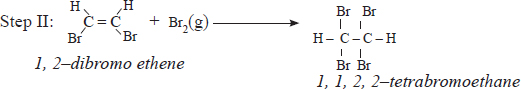 H H Br Br
Step II: C = C + Br₂(g) H – C – C – H
Br Br Br Br
1, 2–dibromo ethene 1, 1, 2, 2–tetrabromoethane